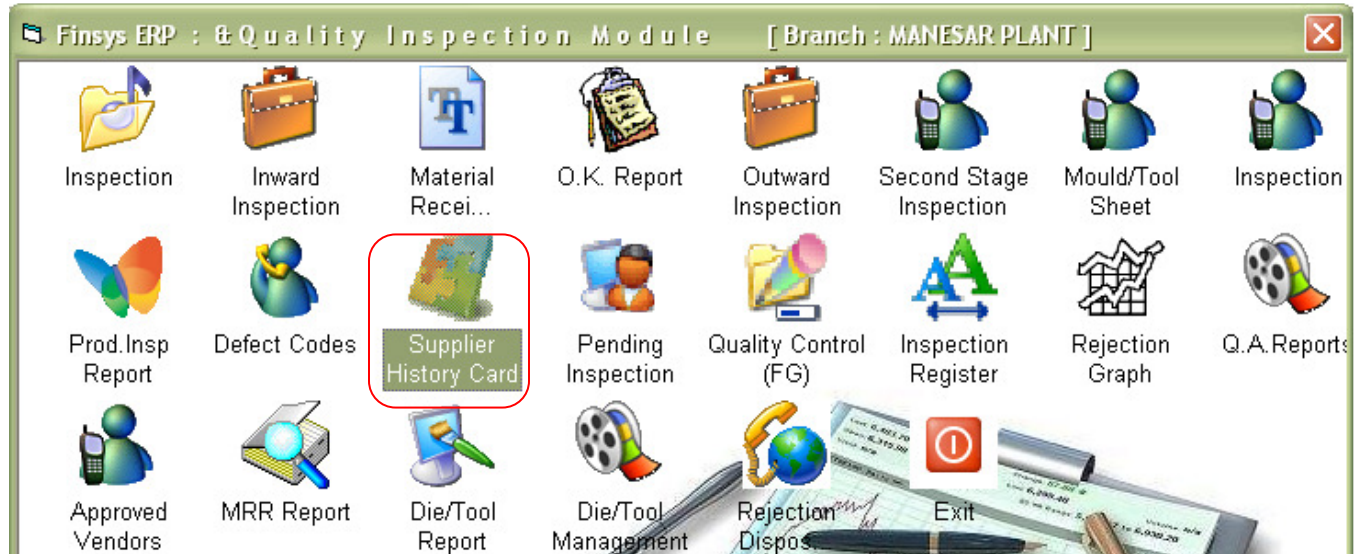 Finsys ERP : & Quality Inspection Module [ Branch : MANESAR PLANT ]
Inspection
Inward
Inspection
Material
Recei...
O.K. Report
Outward
Inspection
Second Stage
Inspection
Mould/Tool
Sheet
Inspection
Prod.Insp
Report
Defect Codes
Supplier
History Card
Pending
Inspection
Quality Control
(FG)
Inspection
Register
Rejection
Graph
Q.A.Reports
Approved
Vendors
MRR Report
Die/Tool
Report
Die/Tool
Management
Rejection
Dispos...
Exit